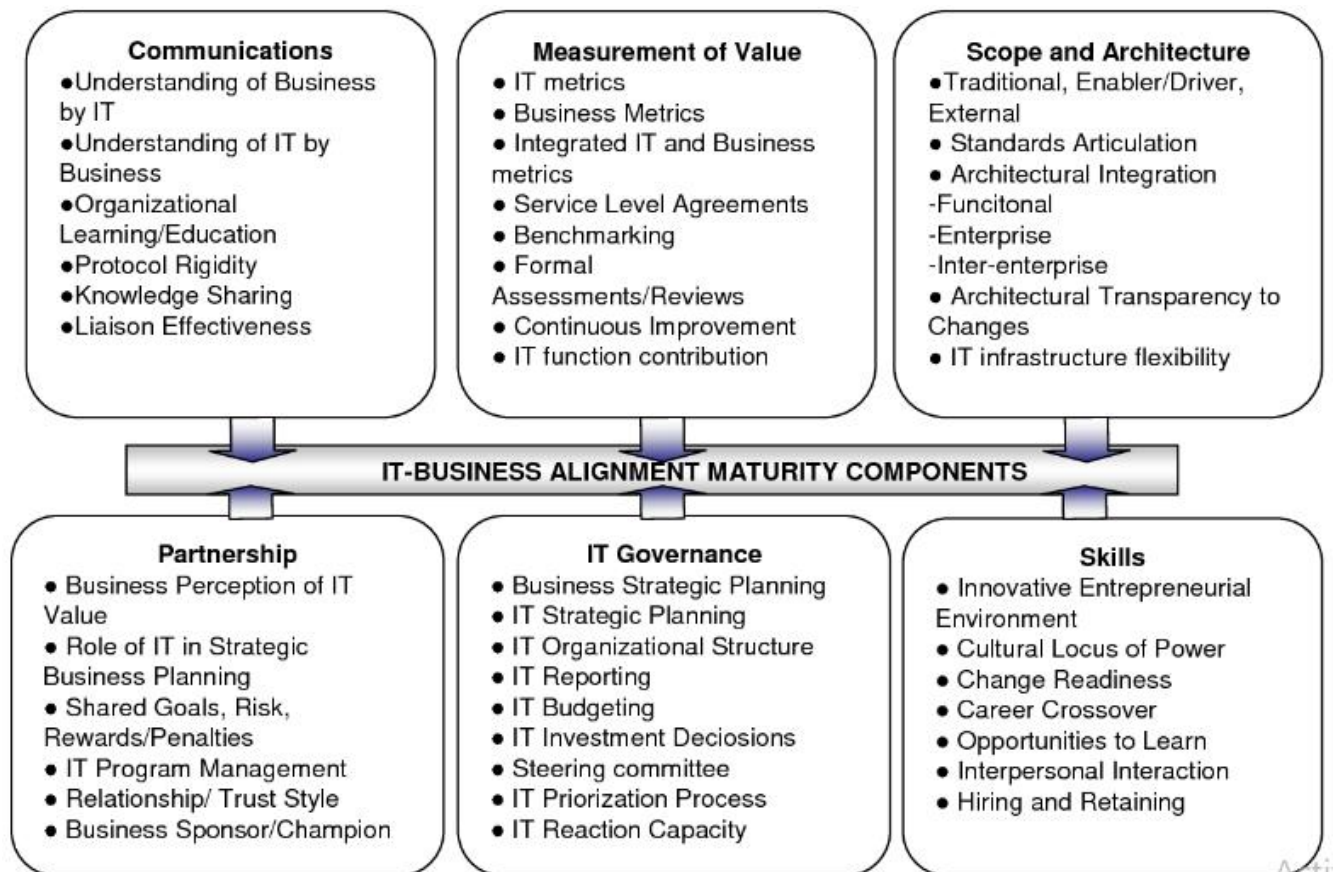 Communications
●Understanding of Business
by IT
●Understanding of IT by
Business
●Organizational
Learning/Education
●Protocol Rigidity
●Knowledge Sharing
●Liaison Effectiveness
Measurement of Value
● IT metrics
● Business Metrics
● Integrated IT and Business
metrics
● Service Level Agreements
● Benchmarking
● Formal
Assessments/Reviews
● Continuous Improvement
● IT function contribution
Scope and Architecture
●Traditional, Enabler/Driver,
External
● Standards Articulation
● Architectural Integration
-Funcitonal
-Enterprise
-Inter-enterprise
● Architectural Transparency to
Changes
● IT infrastructure flexibility
IT-BUSINESS ALIGNMENT MATURITY COMPONENTS
Partnership
● Business Perception of IT
Value
● Role of IT in Strategic
Business Planning
● Shared Goals, Risk,
Rewards/Penalties
● IT Program Management
● Relationship/ Trust Style
● Business Sponsor/Champion
IT Governance
● Business Strategic Planning
● IT Strategic Planning
● IT Organizational Structure
● IT Reporting
● IT Budgeting
● IT Investment Deciosions
● Steering committee
● IT Priorization Process
● IT Reaction Capacity
Skills
● Innovative Entrepreneurial
Environment
● Cultural Locus of Power
● Change Readiness
● Career Crossover
● Opportunities to Learn
● Interpersonal Interaction
● Hiring and Retaining